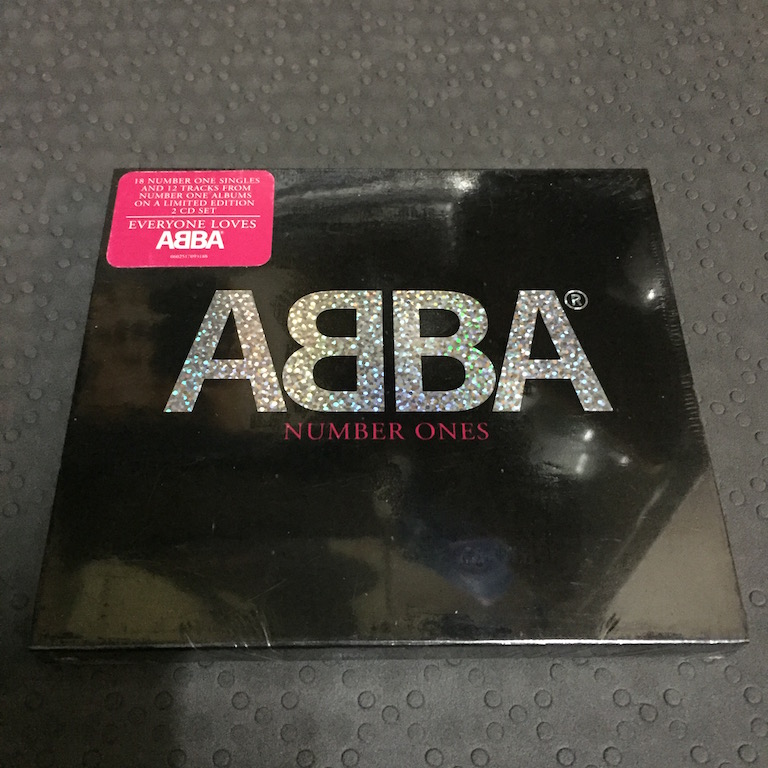 18 NUMBER ONE SINGLES
AND 12 TRACKS FROM
NUMBER ONE ALBUMS
ON A LIMITED EDITION
2 CD SET
EVERYONE LOVES
ABBA
ABBA®
NUMBER ONES